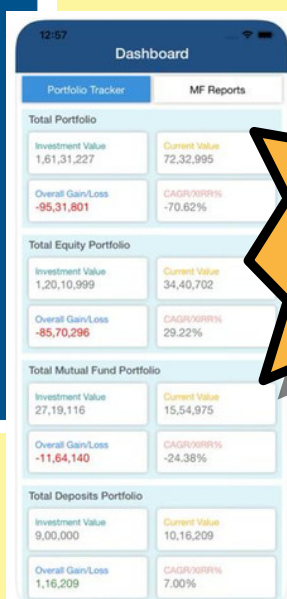 12:57
Dashboard
Portfolio Tracker MF Reports
Total Portfolio
Investment Value Current Value
1,61,31,227 72,32,995
Overall Gain/Loss CAGR/XIRR%
-95,31,801 -70.62%
Total Equity Portfolio
Investment Value Current Value
1,20,10,999 34,40,702
Overall Gain/Loss CAGR/XIRR%
-85,70,296 29.22%
Total Mutual Fund Portfolio
Investment Value Current Value
27,19,116 15,54,975
Overall Gain/Loss CAGR/XIRR%
-11,64,140 -24.38%
Total Deposits Portfolio
Investment Value Current Value
9,00,000 10,16,209
Overall Gain/Loss CAGR/XIRR%
1,16,209 7.00%